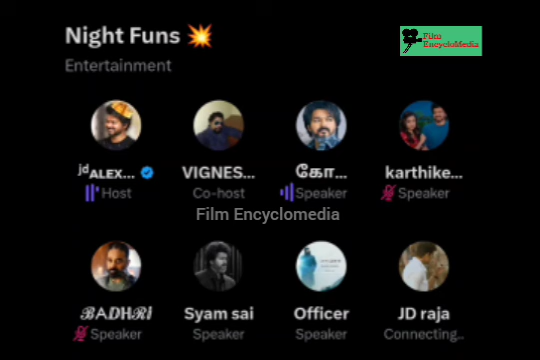 Night Funs 💥
Film
EncycloMedia
Entertainment
ʲᵈALEX...
VIGNES...
கோ...
karthike...
Host
Co-host
Speaker
Speaker
Film Encyclomedia
ℬADHRI
Syam sai
Officer
JD raja
Speaker
Speaker
Speaker
Connecting..